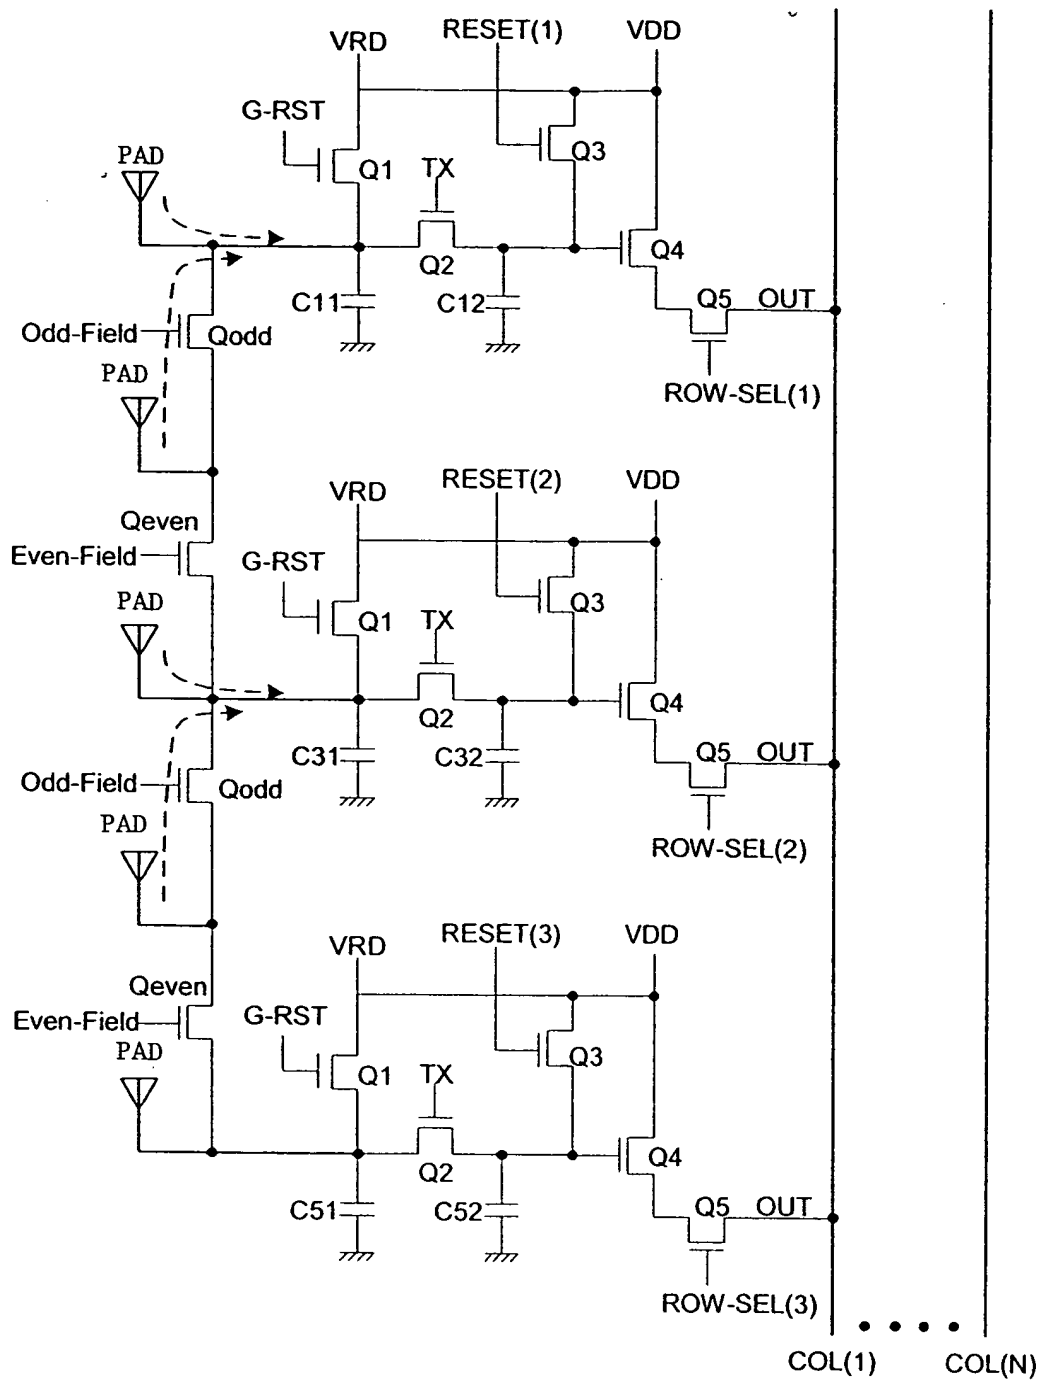 RESET(1)
VRD
VDD
G-RST
PAD
Q1
TX
Q3
Q2
Q4
C11
C12
Q5
OUT
Odd-Field
Qodd
PAD
ROW-SEL(1)
RESET(2)
VRD
VDD
Qeven
Even-Field
G-RST
PAD
Q1
TX
Q3
Q2
Q4
C31
C32
Q5
OUT
Odd-Field
Qodd
PAD
ROW-SEL(2)
RESET(3)
VRD
VDD
Qeven
Even-Field
G-RST
PAD
Q1
TX
Q3
Q2
Q4
C51
C52
Q5
OUT
ROW-SEL(3)
COL(1)
COL(N)